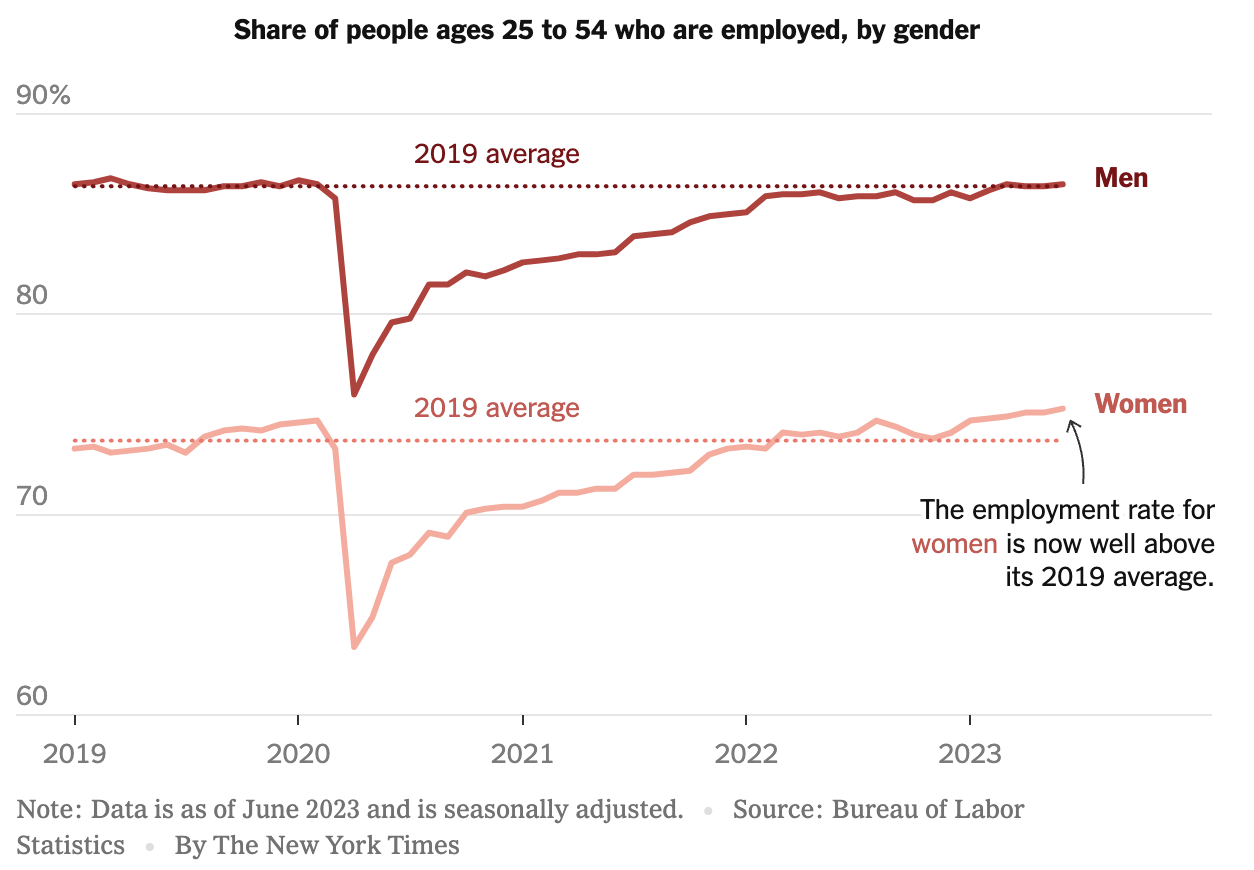 Share of people ages 25 to 54 who are employed, by gender
90%
2019 average
Men
80
2019 average
Women
70
The employment rate for
women is now well above
its 2019 average.
60
2019 2020 2021 2022 2023
Note: Data is as of June 2023 and is seasonally adjusted. • Source: Bureau of Labor
Statistics • By The New York Times